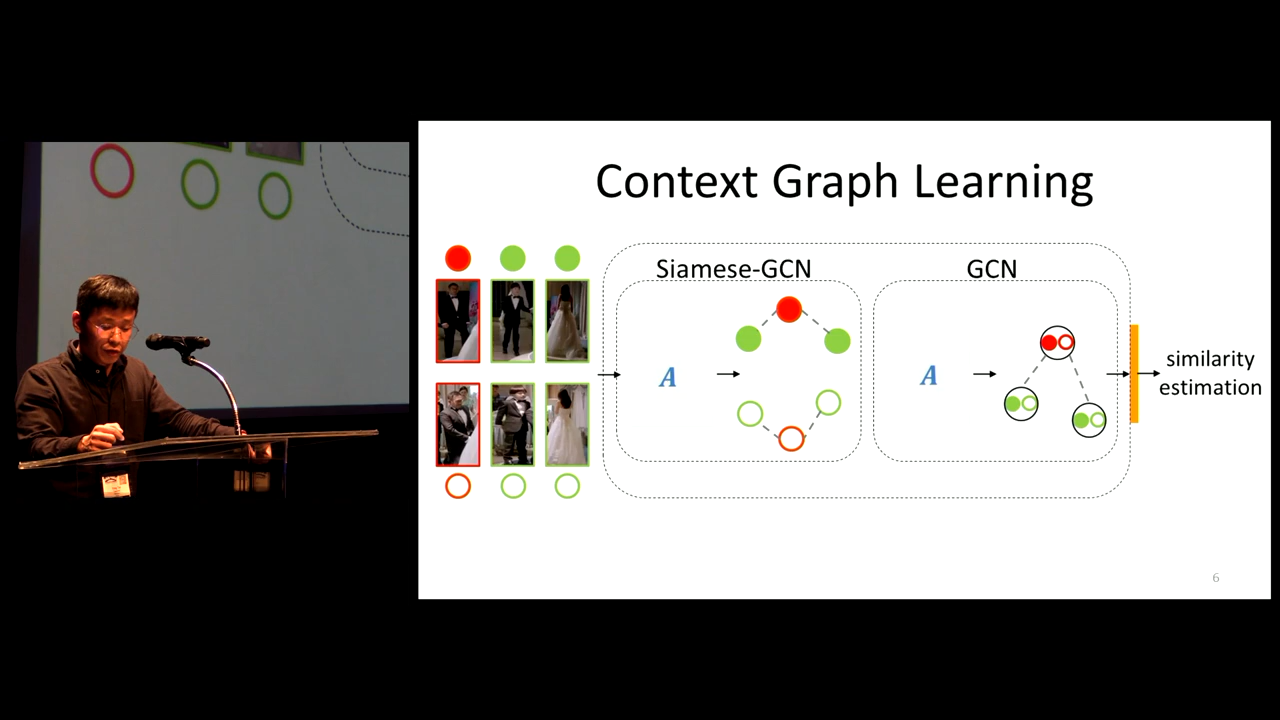 Context Graph Learning
Siamese-GCN
GCN
A
A
similarity
estimation
6